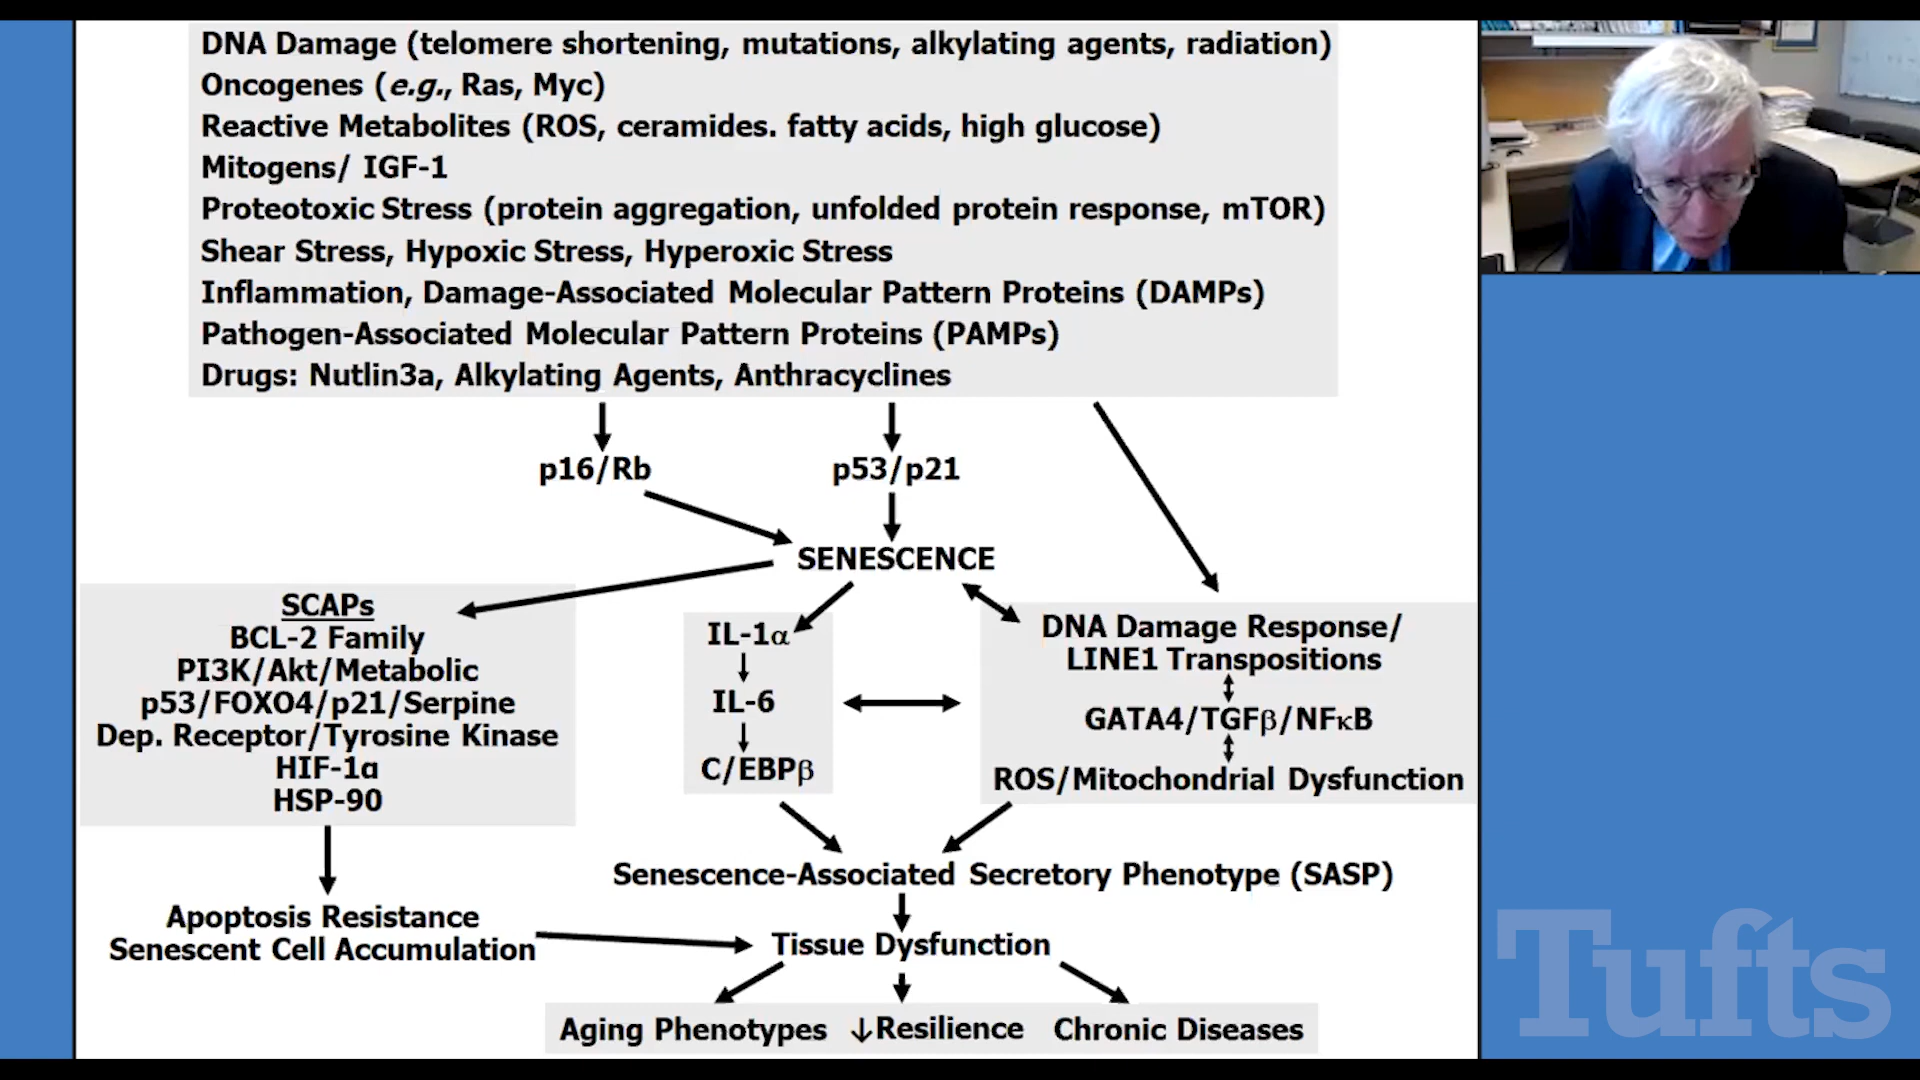 DNA Damage (telomere shortening, mutations, alkylating agents, radiation)
Oncogenes (e.g., Ras, Myc)
Reactive Metabolites (ROS, ceramides. fatty acids, high glucose)
Mitogens/ IGF-1
Proteotoxic Stress (protein aggregation, unfolded protein response, mTOR)
Shear Stress, Hypoxic Stress, Hyperoxic Stress
Inflammation, Damage-Associated Molecular Pattern Proteins (DAMPs)
Pathogen-Associated Molecular Pattern Proteins (PAMPs)
Drugs: Nutlin3a, Alkylating Agents, Anthracyclines
p16/Rb
p53/p21
SENESCENCE
SCAPs
BCL-2 Family
PI3K/Akt/Metabolic
p53/FOXO4/p21/Serpine
Dep. Receptor/Tyrosine Kinase
HIF-1α
HSP-90
IL-1α
IL-6
C/EBPβ
DNA Damage Response/
LINE1 Transpositions
GATA4/TGFβ/NFκB
ROS/Mitochondrial Dysfunction
Senescence-Associated Secretory Phenotype (SASP)
Apoptosis Resistance
Senescent Cell Accumulation
Tissue Dysfunction
Aging Phenotypes ↓Resilience Chronic Diseases
Tufts